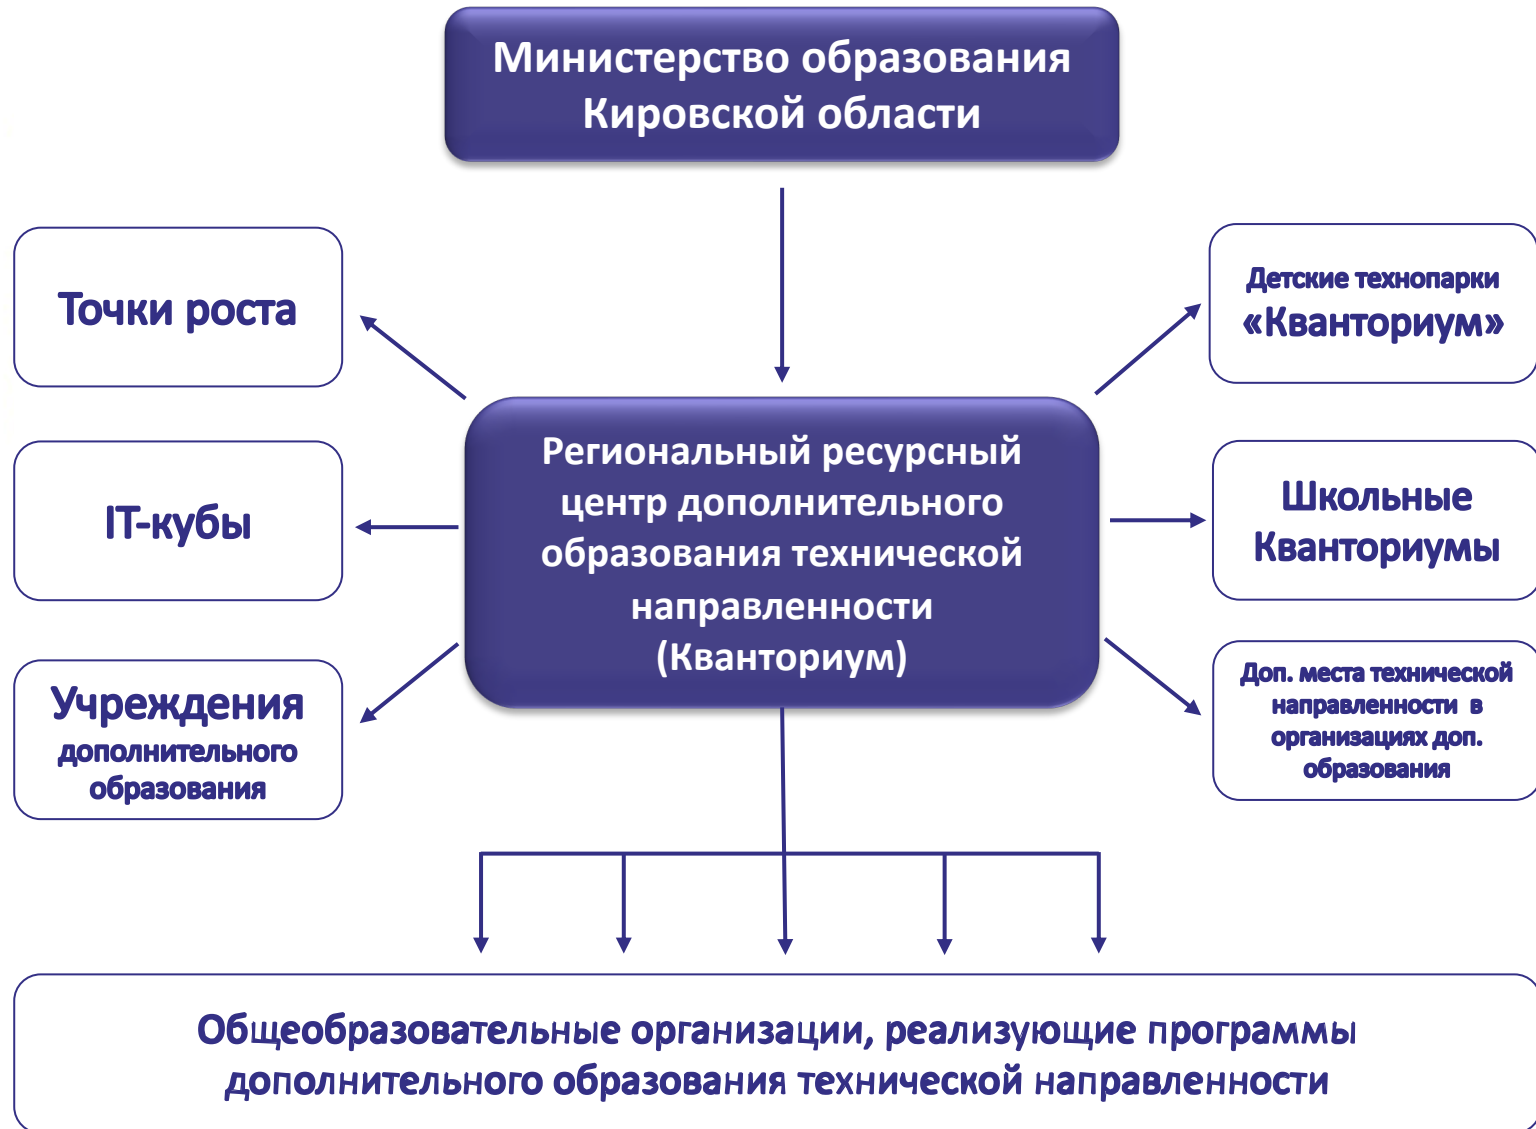 Министерство образования
Кировской области
Точки роста
Детские технопарки
«Кванториум»
Региональный ресурсный
центр дополнительного
образования технической
направленности
(Кванториум)
IT-кубы
Школьные
Кванториумы
Учреждения
дополнительного
образования
Доп. места технической
направленности в
организациях доп.
образования
Общеобразовательные организации, реализующие программы
дополнительного образования технической направленности